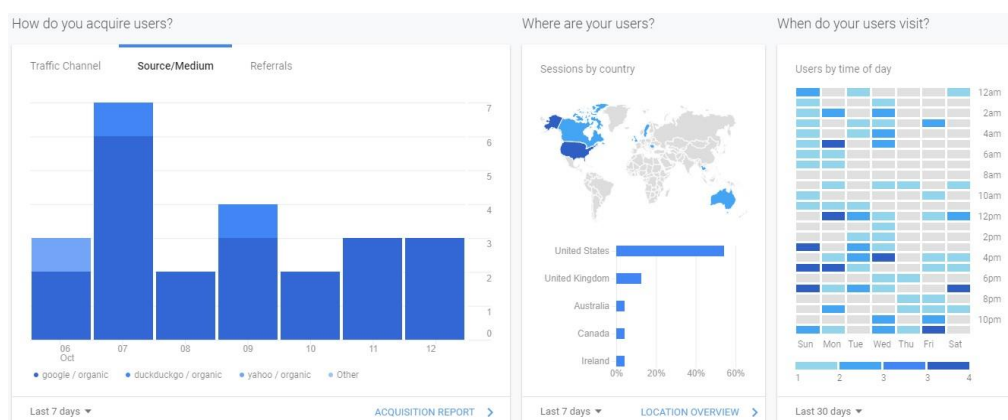 How do you acquire users?
Traffic Channel Source/Medium Referrals
7
6
5
4
3
2
1
0
06 07 08 09 10 11 12
Oct
google / organic duckduckgo / organic yahoo / organic Other
Last 7 days ACQUISITION REPORT
Where are your users?
Sessions by country
United States
United Kingdom
Australia
Canada
Ireland
0% 20% 40% 60%
Last 7 days LOCATION OVERVIEW
When do your users visit?
Users by time of day
12am
2am
4am
6am
8am
10am
12pm
2pm
4pm
6pm
8pm
10pm
Sun Mon Tue Wed Thu Fri Sat
1 2 3 3 4
Last 30 days